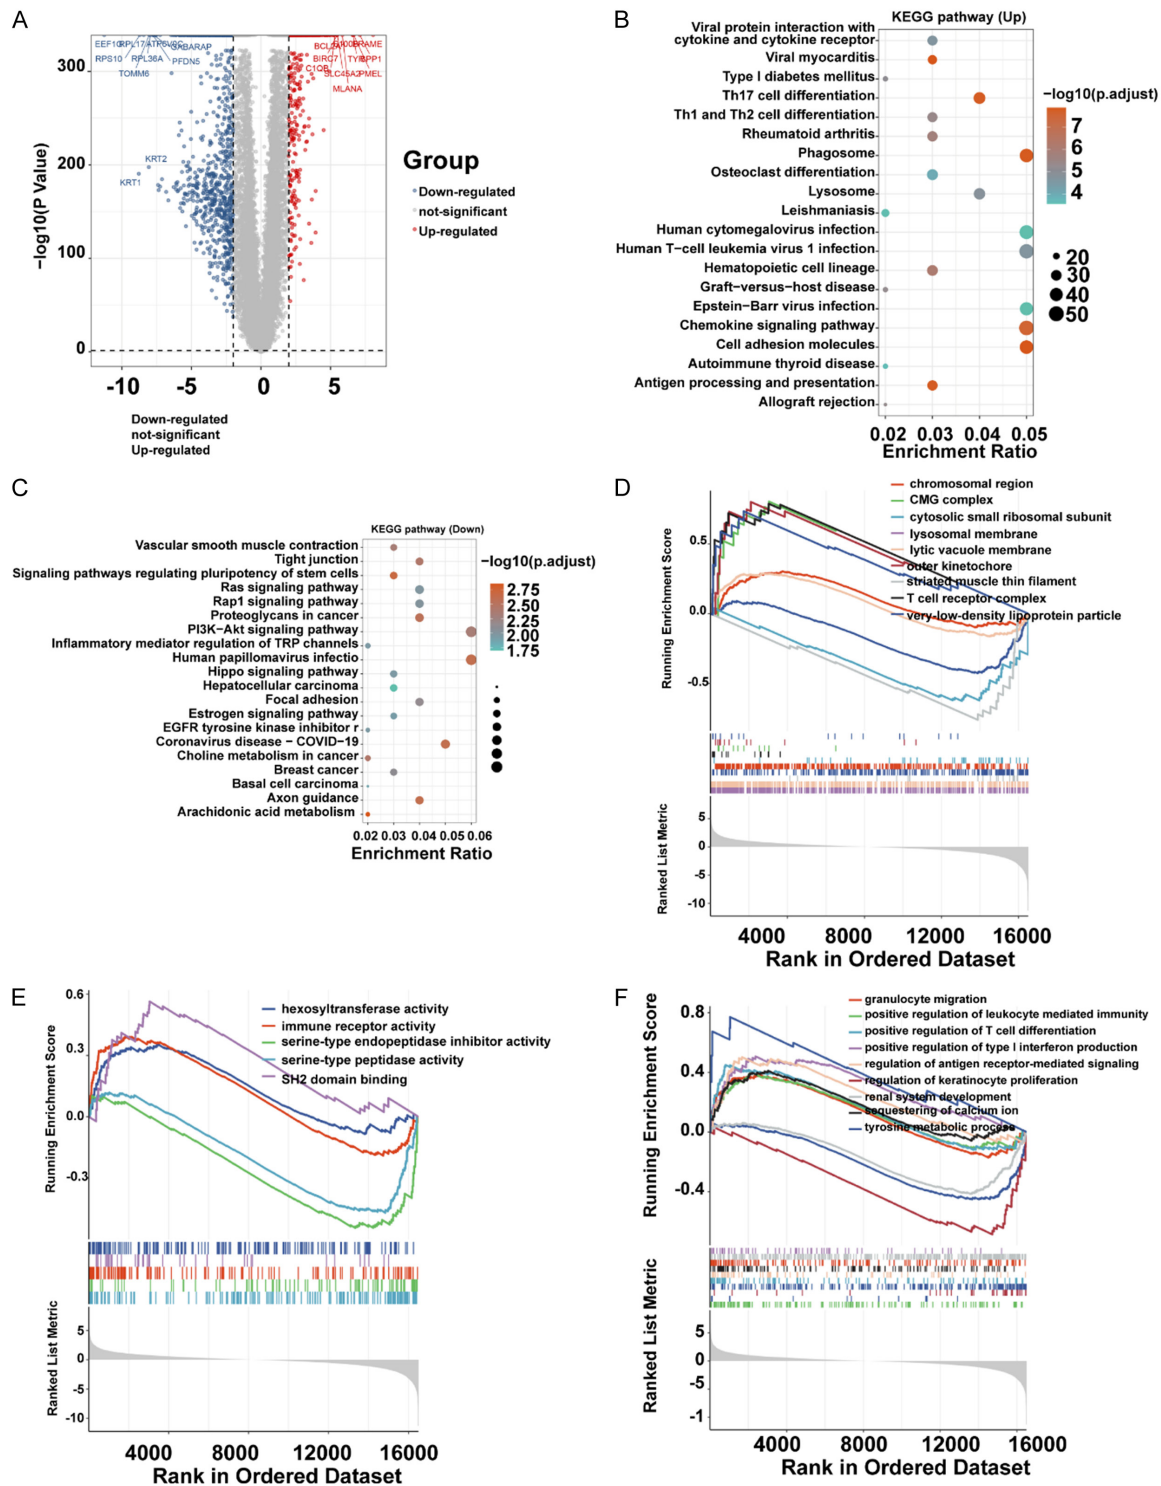 A
EEF1G
RPL17
ATP5V0C
GABARAP
RPS10
RPL36A
PFDN5
TOMM6
KRT2
KRT1
PRAME
BIRC7
TYR
SPP1
C1QB
SLC45A2
PMEL
MLANA
300
200
100
0
−log10(P Value)
-10
-5
0
5
Group
Down-regulated
not-significant
Up-regulated
Down-regulated
not-significant
Up-regulated
B
KEGG pathway (Up)
Viral protein interaction with
cytokine and cytokine receptor
Viral myocarditis
Type I diabetes mellitus
Th17 cell differentiation
Th1 and Th2 cell differentiation
Rheumatoid arthritis
Phagosome
Osteoclast differentiation
Lysosome
Leishmaniasis
Human cytomegalovirus infection
Human T−cell leukemia virus 1 infection
Hematopoietic cell lineage
Graft−versus−host disease
Epstein−Barr virus infection
Chemokine signaling pathway
Cell adhesion molecules
Autoimmune thyroid disease
Antigen processing and presentation
Allograft rejection
0.02
0.03
0.04
0.05
Enrichment Ratio
−log10(p.adjust)
7
6
5
4
20
30
40
50
C
KEGG pathway (Down)
Vascular smooth muscle contraction
Tight junction
Signaling pathways regulating pluripotency of stem cells
Ras signaling pathway
Rap1 signaling pathway
Proteoglycans in cancer
PI3K−Akt signaling pathway
Inflammatory mediator regulation of TRP channels
Human papillomavirus infectio
Hippo signaling pathway
Hepatocellular carcinoma
Focal adhesion
Estrogen signaling pathway
EGFR tyrosine kinase inhibitor r
Coronavirus disease − COVID−19
Choline metabolism in cancer
Breast cancer
Basal cell carcinoma
Axon guidance
Arachidonic acid metabolism
0.02
0.03
0.04
0.05
0.06
Enrichment Ratio
−log10(p.adjust)
2.75
2.50
2.25
2.00
1.75
D
chromosomal region
CMG complex
cytosolic small ribosomal subunit
lysosomal membrane
lytic vacuole membrane
outer kinetochore
striated muscle thin filament
T cell receptor complex
very-low-density lipoprotein particle
Running Enrichment Score
0.5
0.0
-0.5
Ranked List Metric
5
0
-5
-10
4000
8000
12000
16000
Rank in Ordered Dataset
E
hexosyltransferase activity
immune receptor activity
serine-type endopeptidase inhibitor activity
serine-type peptidase activity
SH2 domain binding
Running Enrichment Score
0.6
0.3
0.0
-0.3
Ranked List Metric
5
0
-5
-10
4000
8000
12000
16000
Rank in Ordered Dataset
F
granulocyte migration
positive regulation of leukocyte mediated immunity
positive regulation of T cell differentiation
positive regulation of type I interferon production
regulation of antigen receptor-mediated signaling
regulation of keratinocyte proliferation
renal system development
sequestering of calcium ion
tyrosine metabolic process
Running Enrichment Score
0.8
0.4
0.0
-0.4
Ranked List Metric
5
0
-5
-1
4000
8000
12000
16000
Rank in Ordered Dataset